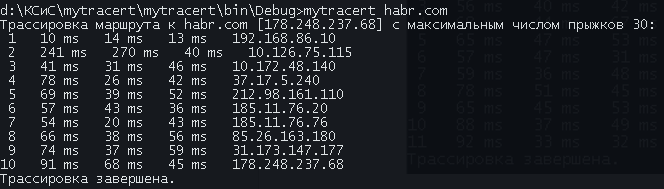 d:\КСиС\mytracert\mytracert\bin\Debug>mytracert habr.com
Трассировка маршрута к habr.com [178.248.237.68] с максимальным числом прыжков 30:
1 10 ms 14 ms 13 ms 192.168.86.10
2 241 ms 270 ms 40 ms 10.126.75.115
3 41 ms 31 ms 46 ms 10.172.48.140
4 78 ms 26 ms 42 ms 37.17.5.240
5 69 ms 39 ms 52 ms 212.98.161.110
6 57 ms 43 ms 36 ms 185.11.76.20
7 54 ms 20 ms 43 ms 185.11.76.76
8 66 ms 38 ms 56 ms 85.26.163.180
9 74 ms 37 ms 59 ms 31.173.147.177
10 91 ms 68 ms 45 ms 178.248.237.68
Трассировка завершена.
Трассировка завершена.